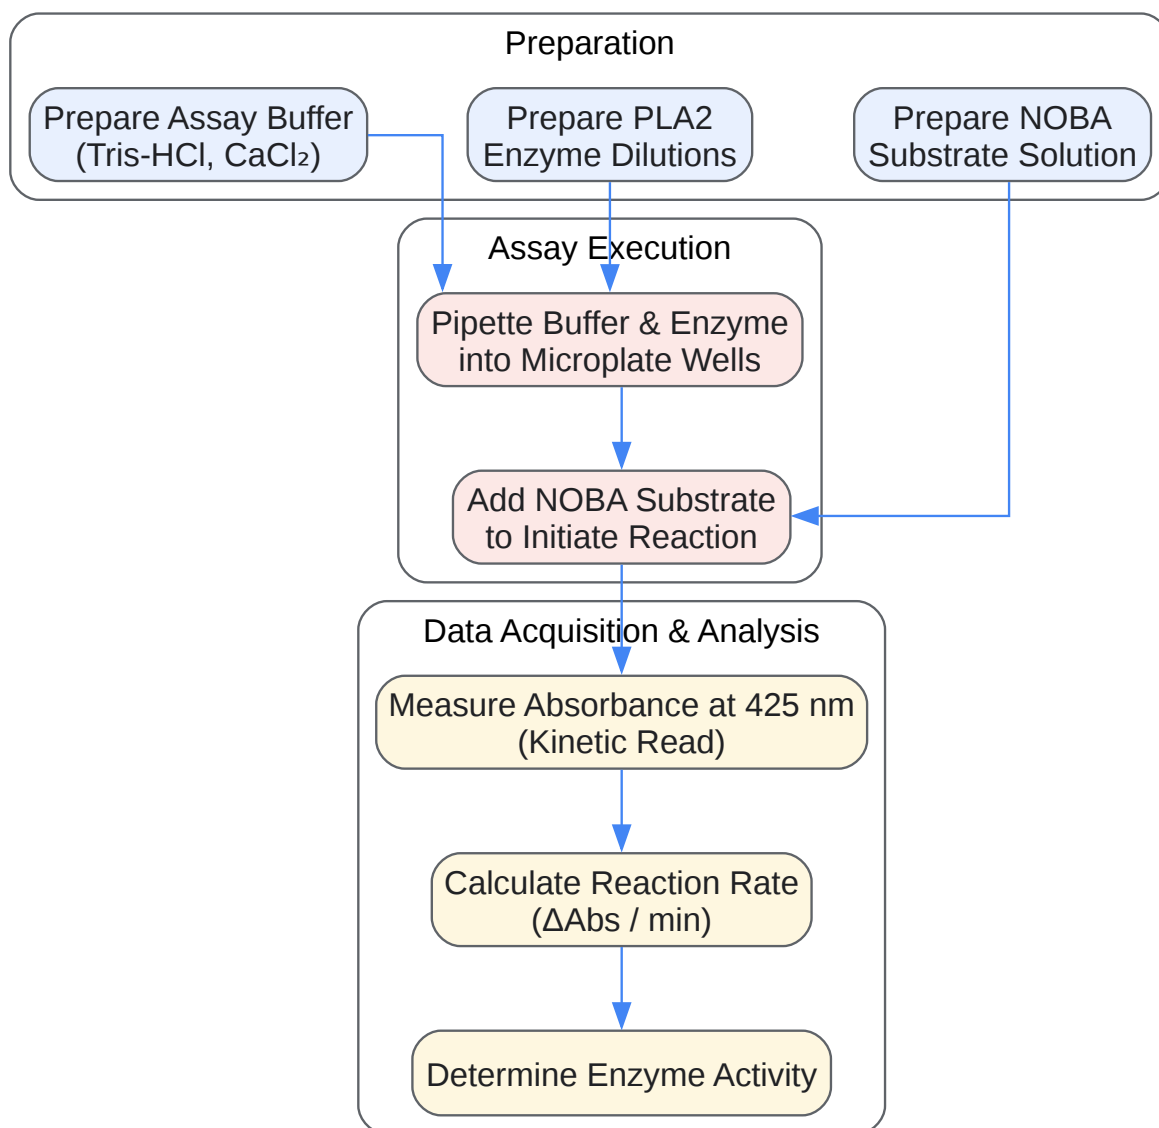 Preparation
Prepare Assay Buffer
(Tris-HCl, CaCl₂)
Prepare PLA2
Enzyme Dilutions
Prepare NOBA
Substrate Solution
Assay Execution
Pipette Buffer & Enzyme
into Microplate Wells
Add NOBA Substrate
to Initiate Reaction
Data Acquisition & Analysis
Measure Absorbance at 425 nm
(Kinetic Read)
Calculate Reaction Rate
(ΔAbs / min)
Determine Enzyme Activity